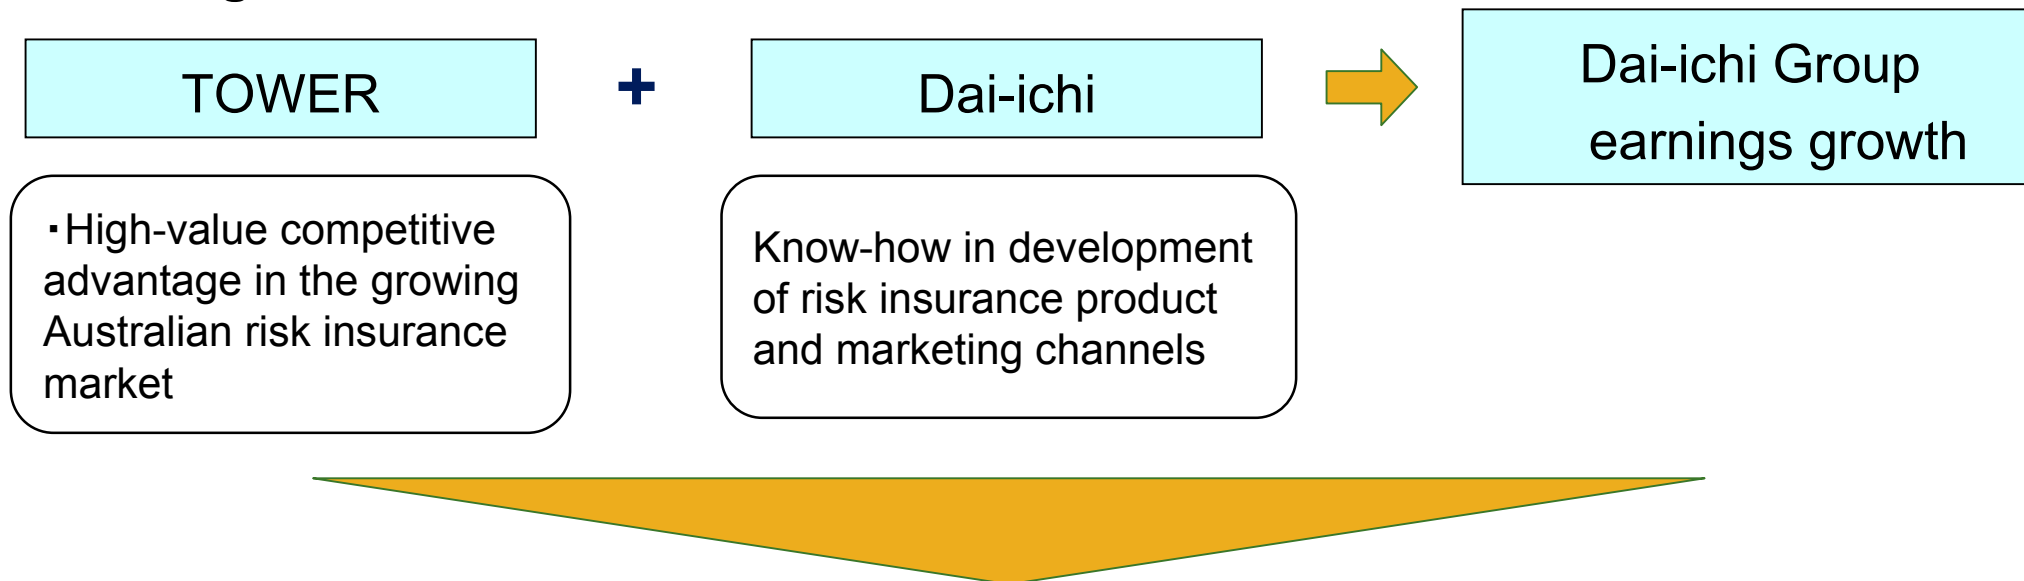 TOWER
+
Dai-ichi
Dai-ichi Group
earnings growth
・High-value competitive
advantage in the growing
Australian risk insurance
market
Know-how in development
of risk insurance product
and marketing channels